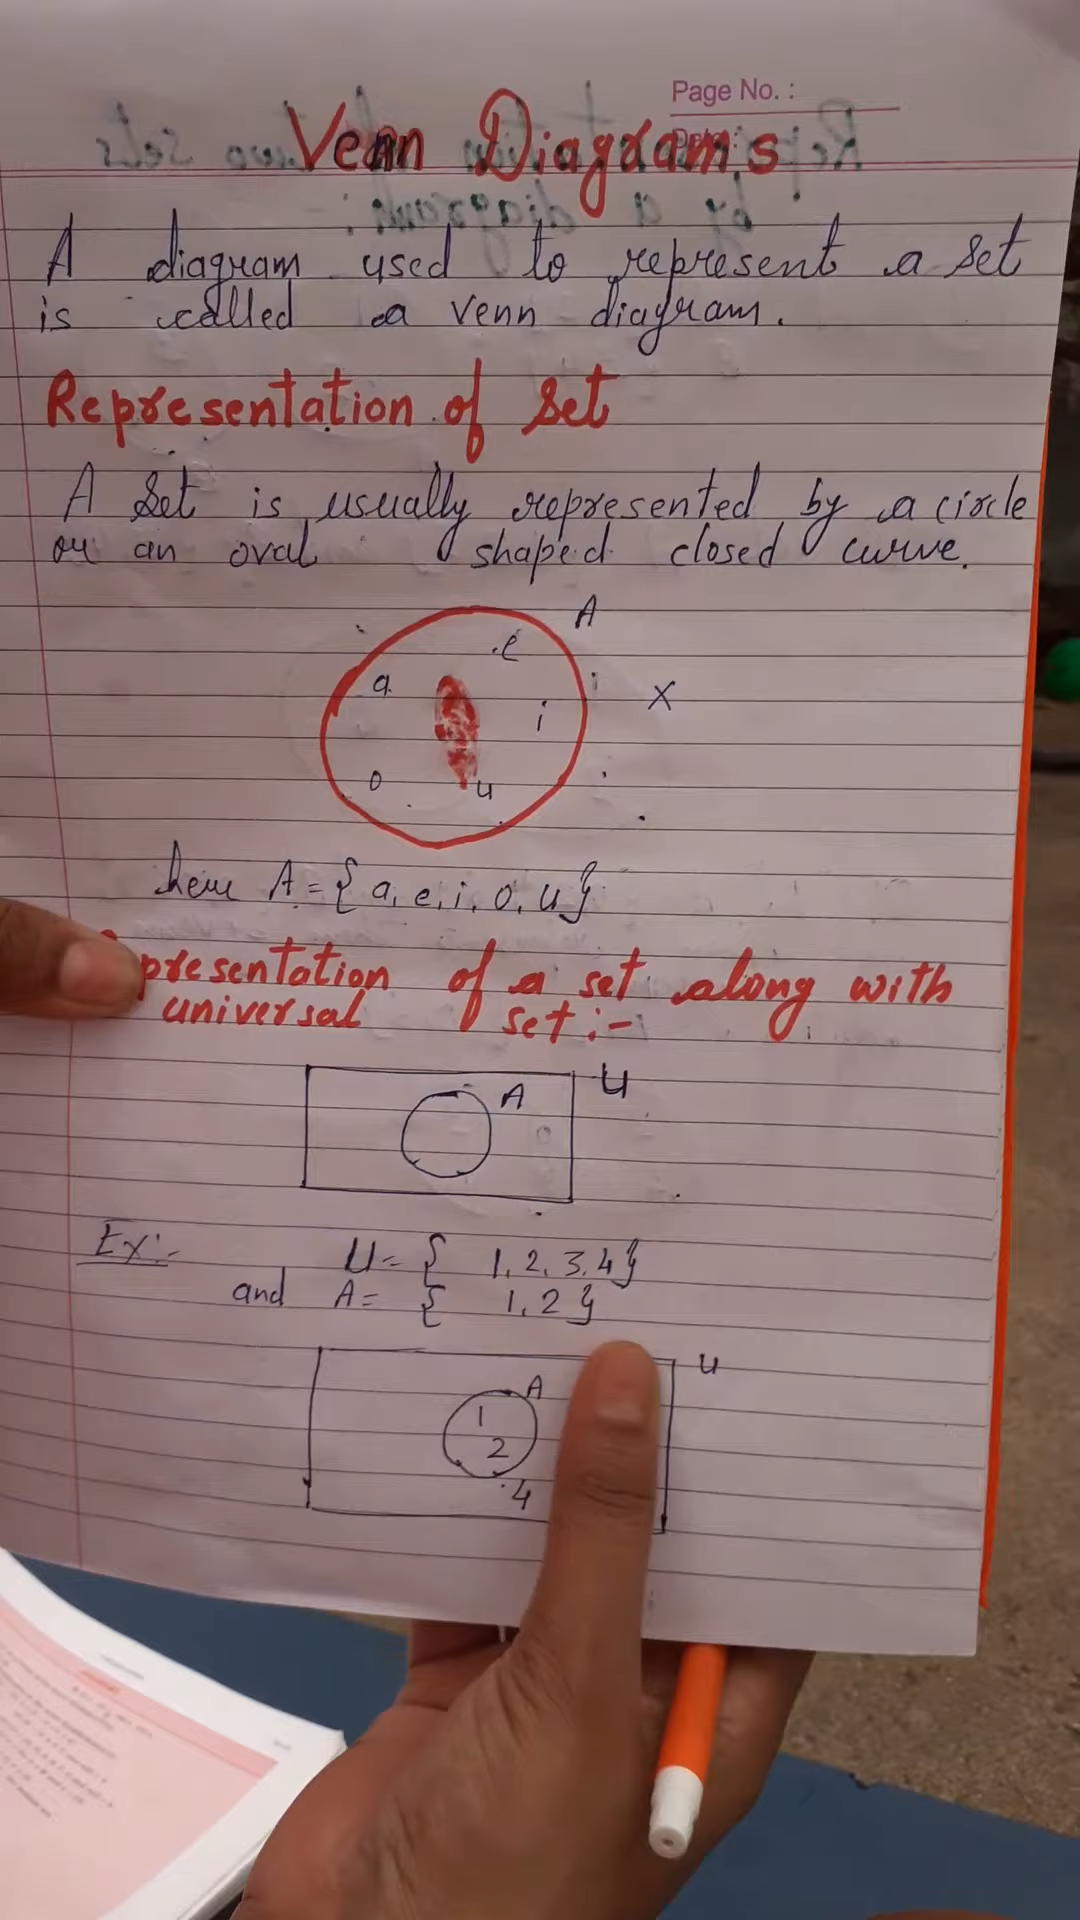 Page No. :
Venn Diagrams
A diagram used to represent a set
is called a venn diagram.
Representation of set
A set is usually represented by a circle
or an oval shaped closed curve.
A
e
a
i
X
o
u
here A = { a, e, i, o, u }
presentation of a set along with
universal set :-
U
A
Ex:-
U = { 1, 2, 3, 4 }
and A = { 1, 2 }
U
A
1
2
.4